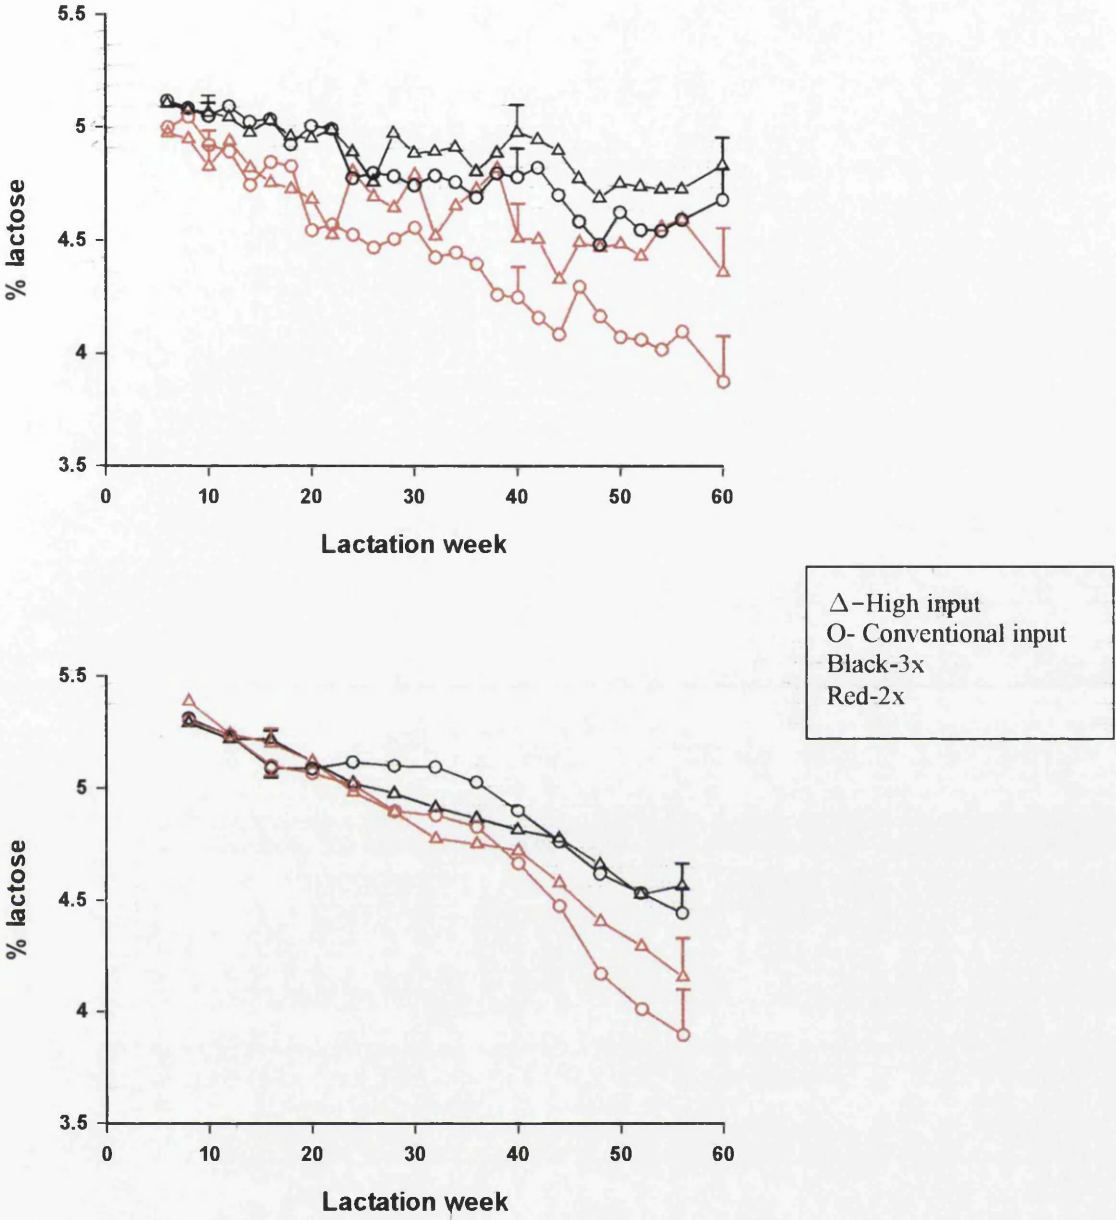 5.5
5
4.5
4
3.5
% lactose
0 10 20 30 40 50 60
Lactation week
Δ-High input
O- Conventional input
Black-3x
Red-2x
5.5
5
4.5
4
3.5
% lactose
0 10 20 30 40 50 60
Lactation week